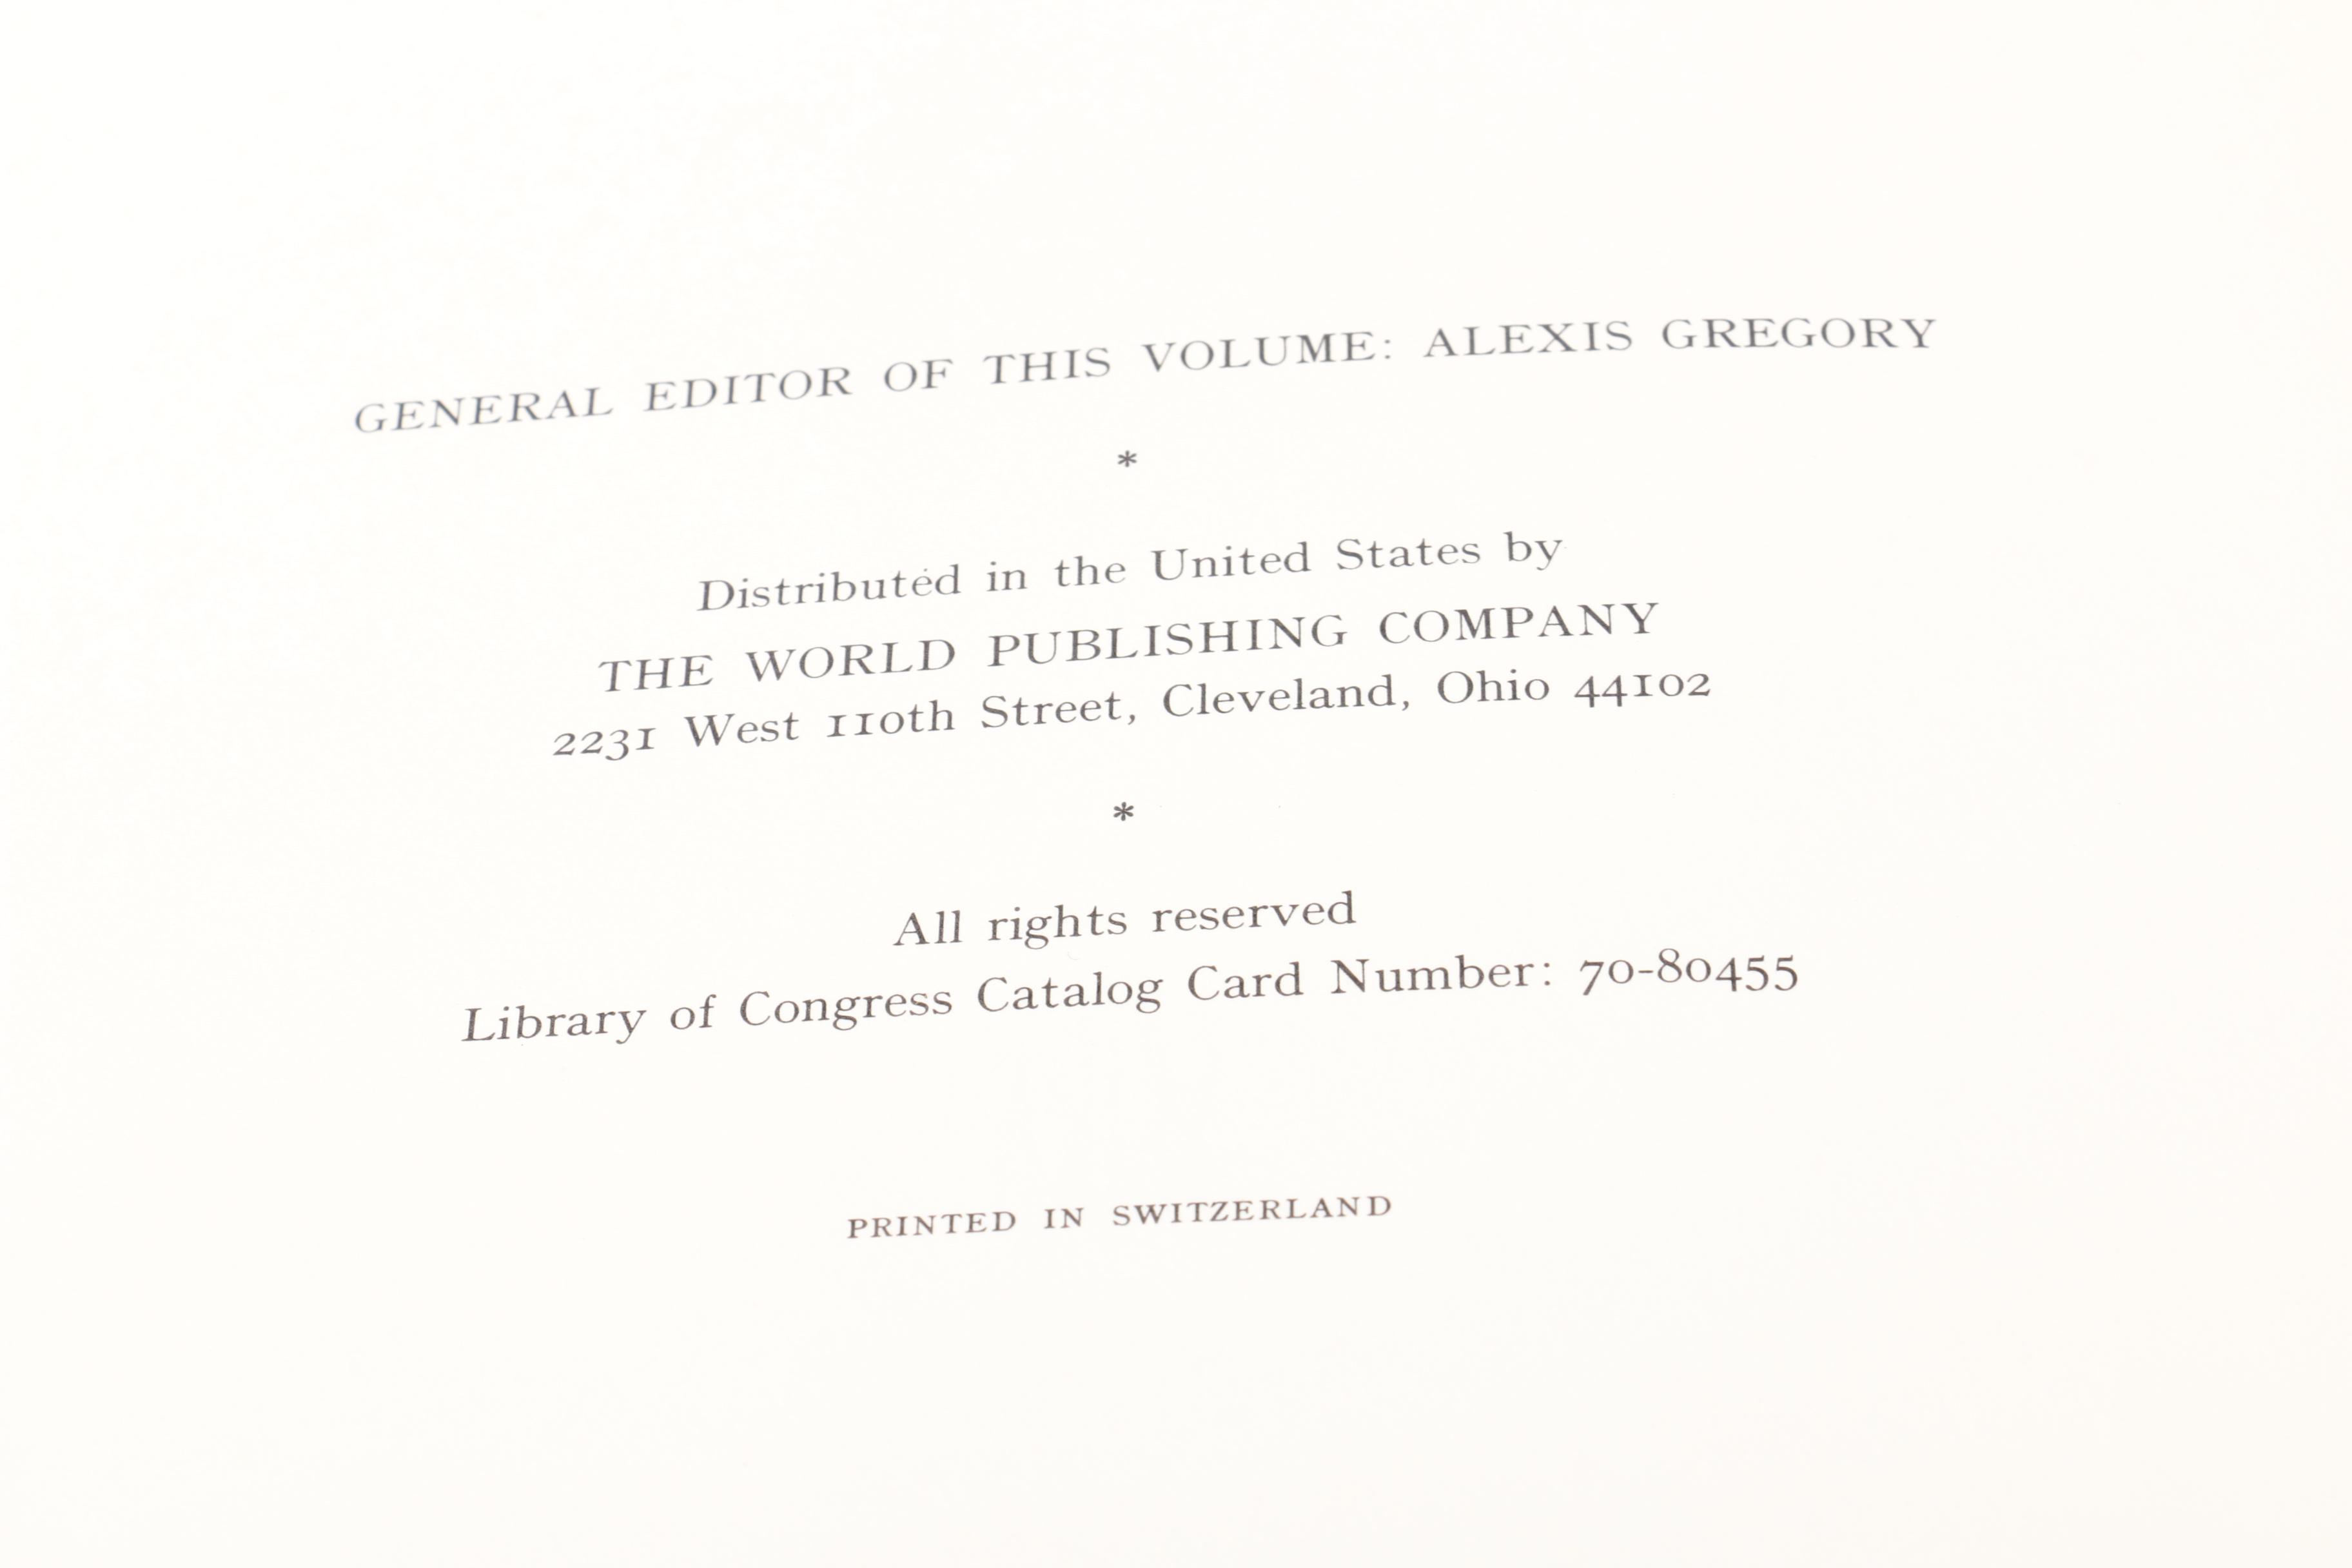 GENERAL EDITOR OF THIS VOLUME: ALEXIS GREGORY
*
Distributed in the United States by
THE WORLD PUBLISHING COMPANY
2231 West 110th Street, Cleveland, Ohio 44102
*
All rights reserved
Library of Congress Catalog Card Number: 70-80455
PRINTED IN SWITZERLAND